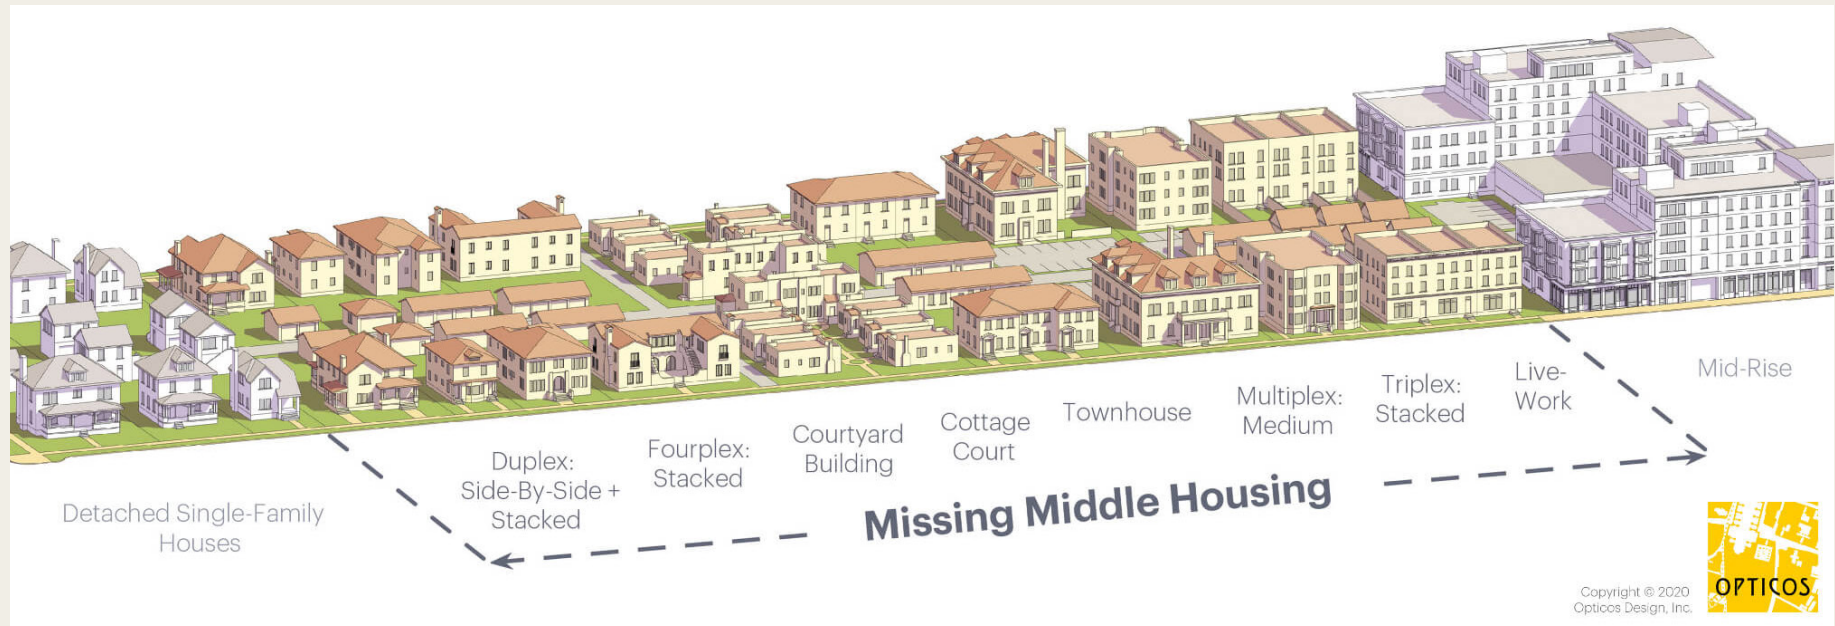 Detached Single-Family
Houses
Duplex:
Side-By-Side +
Stacked
Fourplex:
Stacked
Courtyard
Building
Cottage
Court
Townhouse
Multiplex:
Medium
Triplex:
Stacked
Live-
Work
Mid-Rise
Missing Middle Housing
Copyright © 2020
Opticos Design, Inc.
OPTICOS